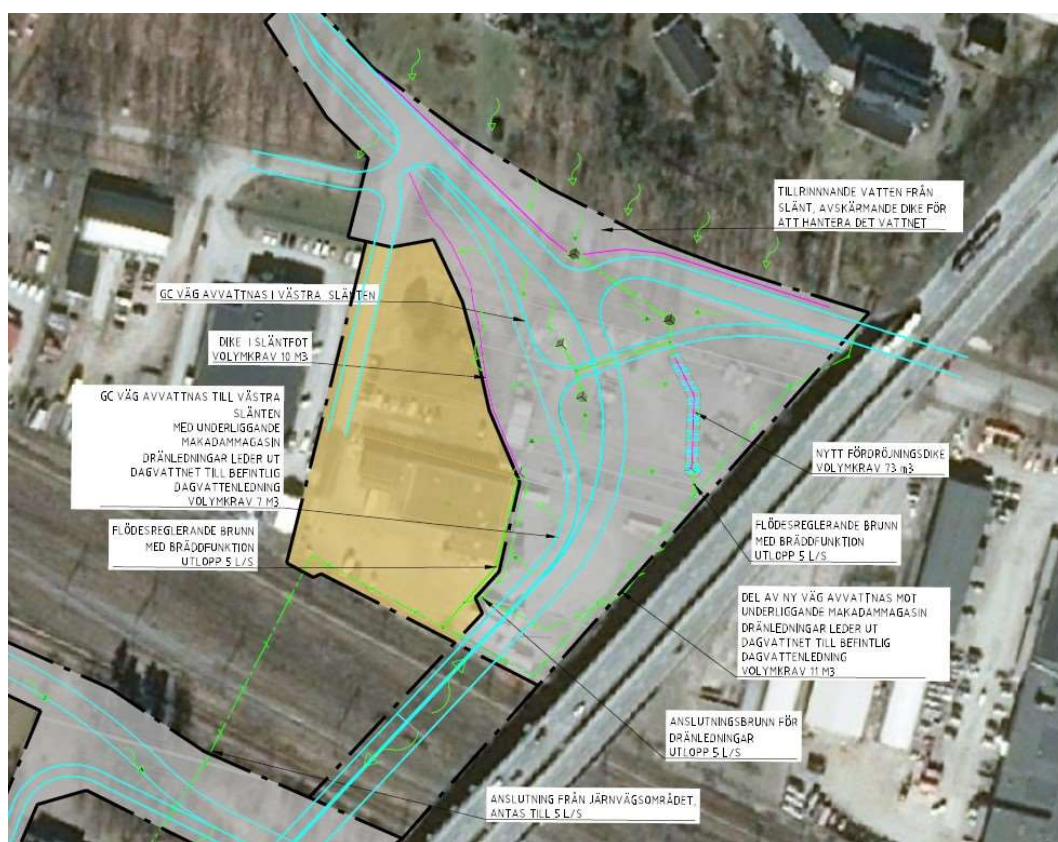 TILLRINNNANDE VATTEN FRÅN
SLÄNT, AVSKÄRMANDE DIKE FÖR
ATT HANTERA DET VATTNET
GC VÄG AVVATTNAS I VÄSTRA SLÄNTEN
DIKE I SLÄNTFOT
VOLYMKRAV 10 M3
GC VÄG AVVATTNAS TILL VÄSTRA
SLÄNTEN
MED UNDERLIGGANDE
MAKADAMMAGASIN
DRÄNLEDNINGAR LEDER UT
DAGVATTNET TILL BEFINTLIG
DAGVATTENLEDNING
VOLYMKRAV 7 M3
NYTT FÖRDRÖJNINGSDIKE
VOLYMKRAV 73 m3
FLÖDESREGLERANDE BRUNN
MED BRÄDDFUNKTION
UTLOPP 5 L/S
FLÖDESREGLERANDE BRUNN
MED BRÄDDFUNKTION
UTLOPP 5 L/S
DEL AV NY VÄG AVVATTNAS MOT
UNDERLIGGANDE MAKADAMMAGASIN
DRÄNLEDNINGAR LEDER UT
DAGVATTNET TILL BEFINTLIG
DAGVATTENLEDNING
VOLYMKRAV 11 M3
ANSLUTNINGSBRUNN FÖR
DRÄNLEDNINGAR
UTLOPP 5 L/S
ANSLUTNING FRÅN JÄRNVÄGSOMRÅDET,
ANTAS TILL 5 L/S